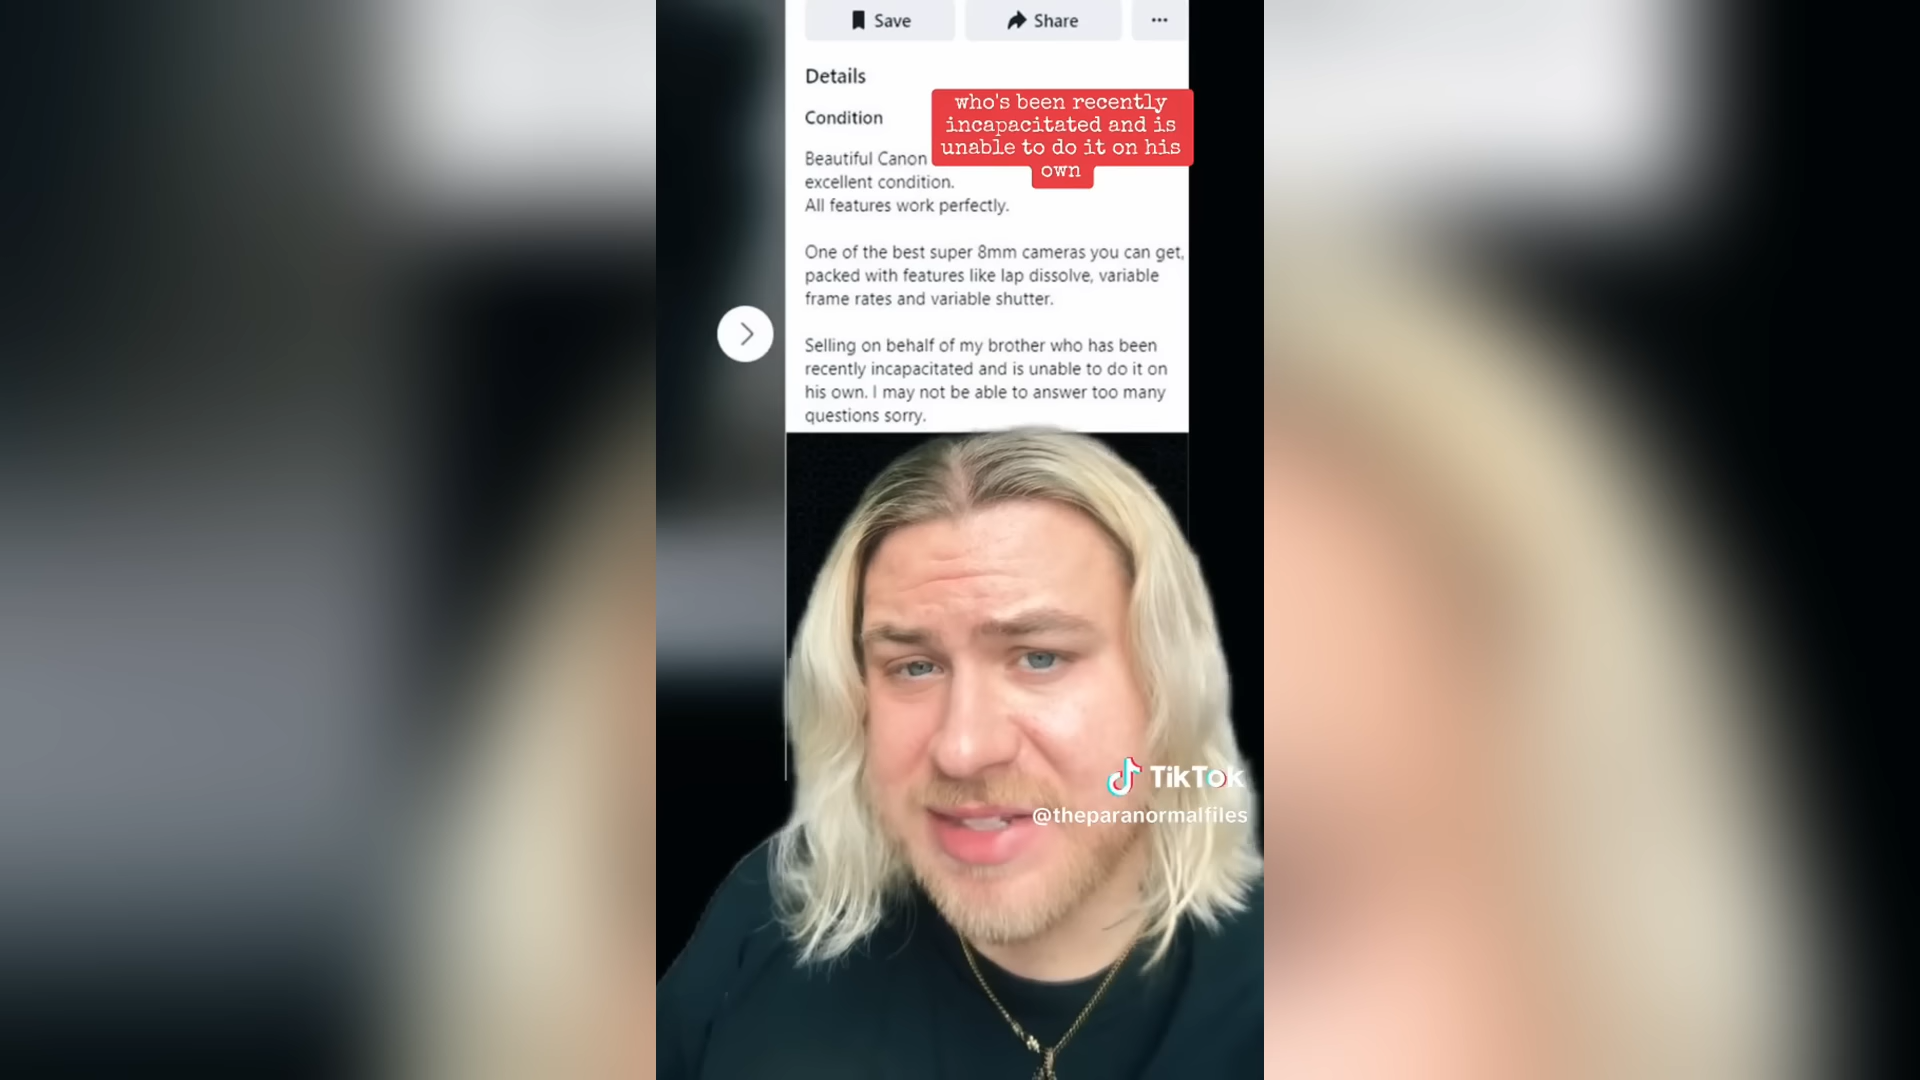 Save
Share
Details
Condition
who's been recently
incapacitated and is
unable to do it on his
own
Beautiful Canon
excellent condition.
All features work perfectly.
One of the best super 8mm cameras you can get,
packed with features like lap dissolve, variable
frame rates and variable shutter.
Selling on behalf of my brother who has been
recently incapacitated and is unable to do it on
his own. I may not be able to answer too many
questions sorry.
TikTok
@theparanormalfiles